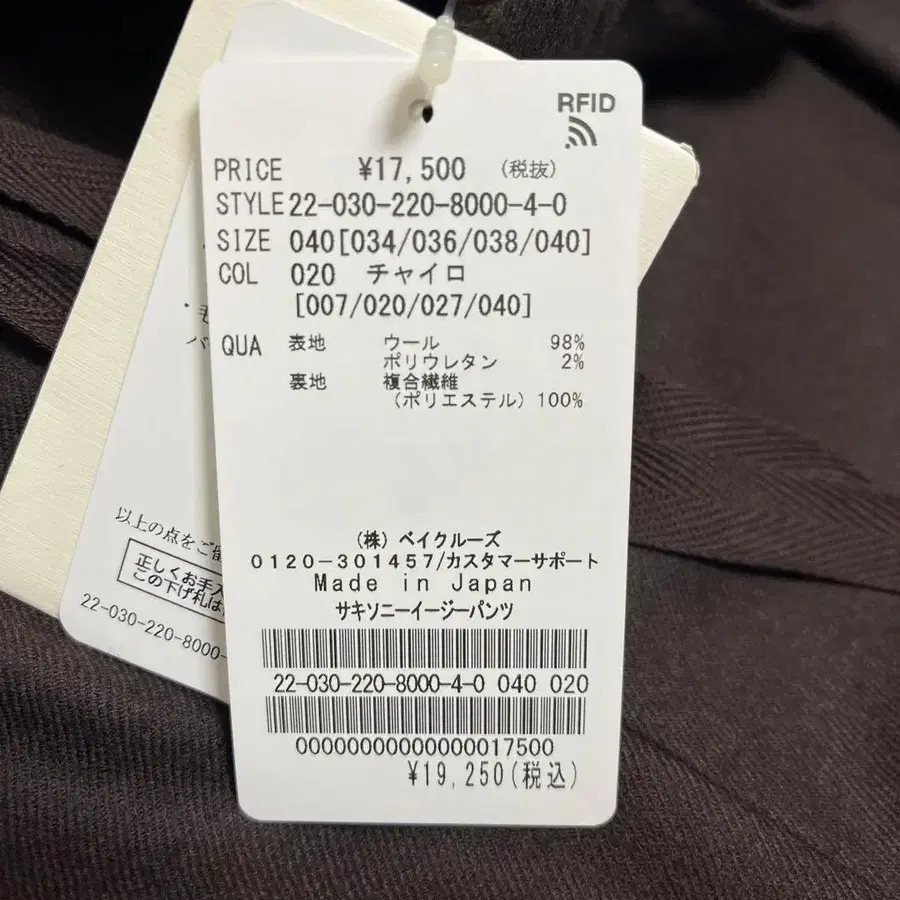 RFID
PRICE ¥17,500 (税抜)
STYLE 22-030-220-8000-4-0
SIZE 040[034/036/038/040]
COL 020 チャイロ
[007/020/027/040]
QUA 表地 ウール 98%
ポリウレタン 2%
裏地 複合繊維
(ポリエステル) 100%
(株) ベイクルーズ
0120-301457/カスタマーサポート
Made in Japan
サキソニーイージーパンツ
22-030-220-8000-4-0 040 020
00000000000000017500
¥19,250(税込)
以上の点をご留
正しくお手入
この下げ札は
22-030-220-8000-